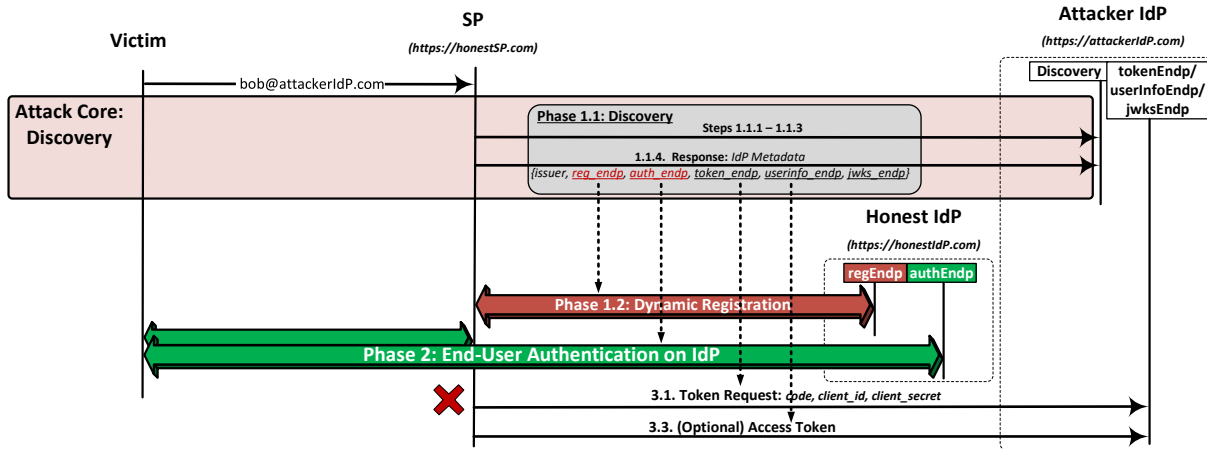 SP
Attacker IdP
(https://honestSP.com)
(https://attackerIdP.com)
Victim
bob@attackerIdP.com
Discovery
tokenEndp/
userInfoEndp/
jwksEndp
Attack Core:
Discovery
Phase 1.1: Discovery
Steps 1.1.1 – 1.1.3
1.1.4. Response: IdP Metadata
{issuer, reg_endp, auth_endp, token_endp, userinfo_endp, jwks_endp}
Honest IdP
(https://honestIdP.com)
regEndp
authEndp
Phase 1.2: Dynamic Registration
Phase 2: End-User Authentication on IdP
3.1. Token Request: code, client_id, client_secret
3.3. (Optional) Access Token